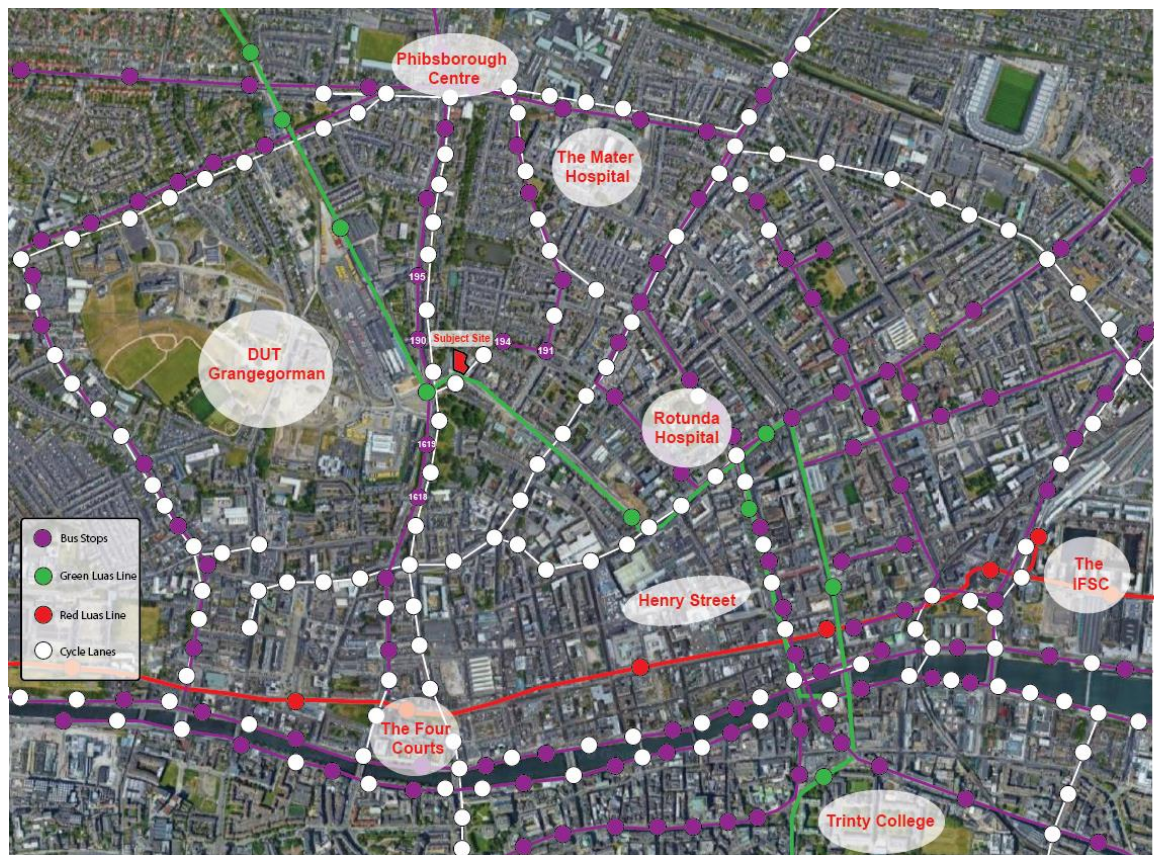 Phibsborough
Centre
The Mater
Hospital
195
190
Subject Site
194
191
DUT
Grangegorman
Rotunda
Hospital
1619
1618
Bus Stops
Green Luas Line
Red Luas Line
Cycle Lanes
The
IFSC
Henry Street
The Four
Courts
Trinty College